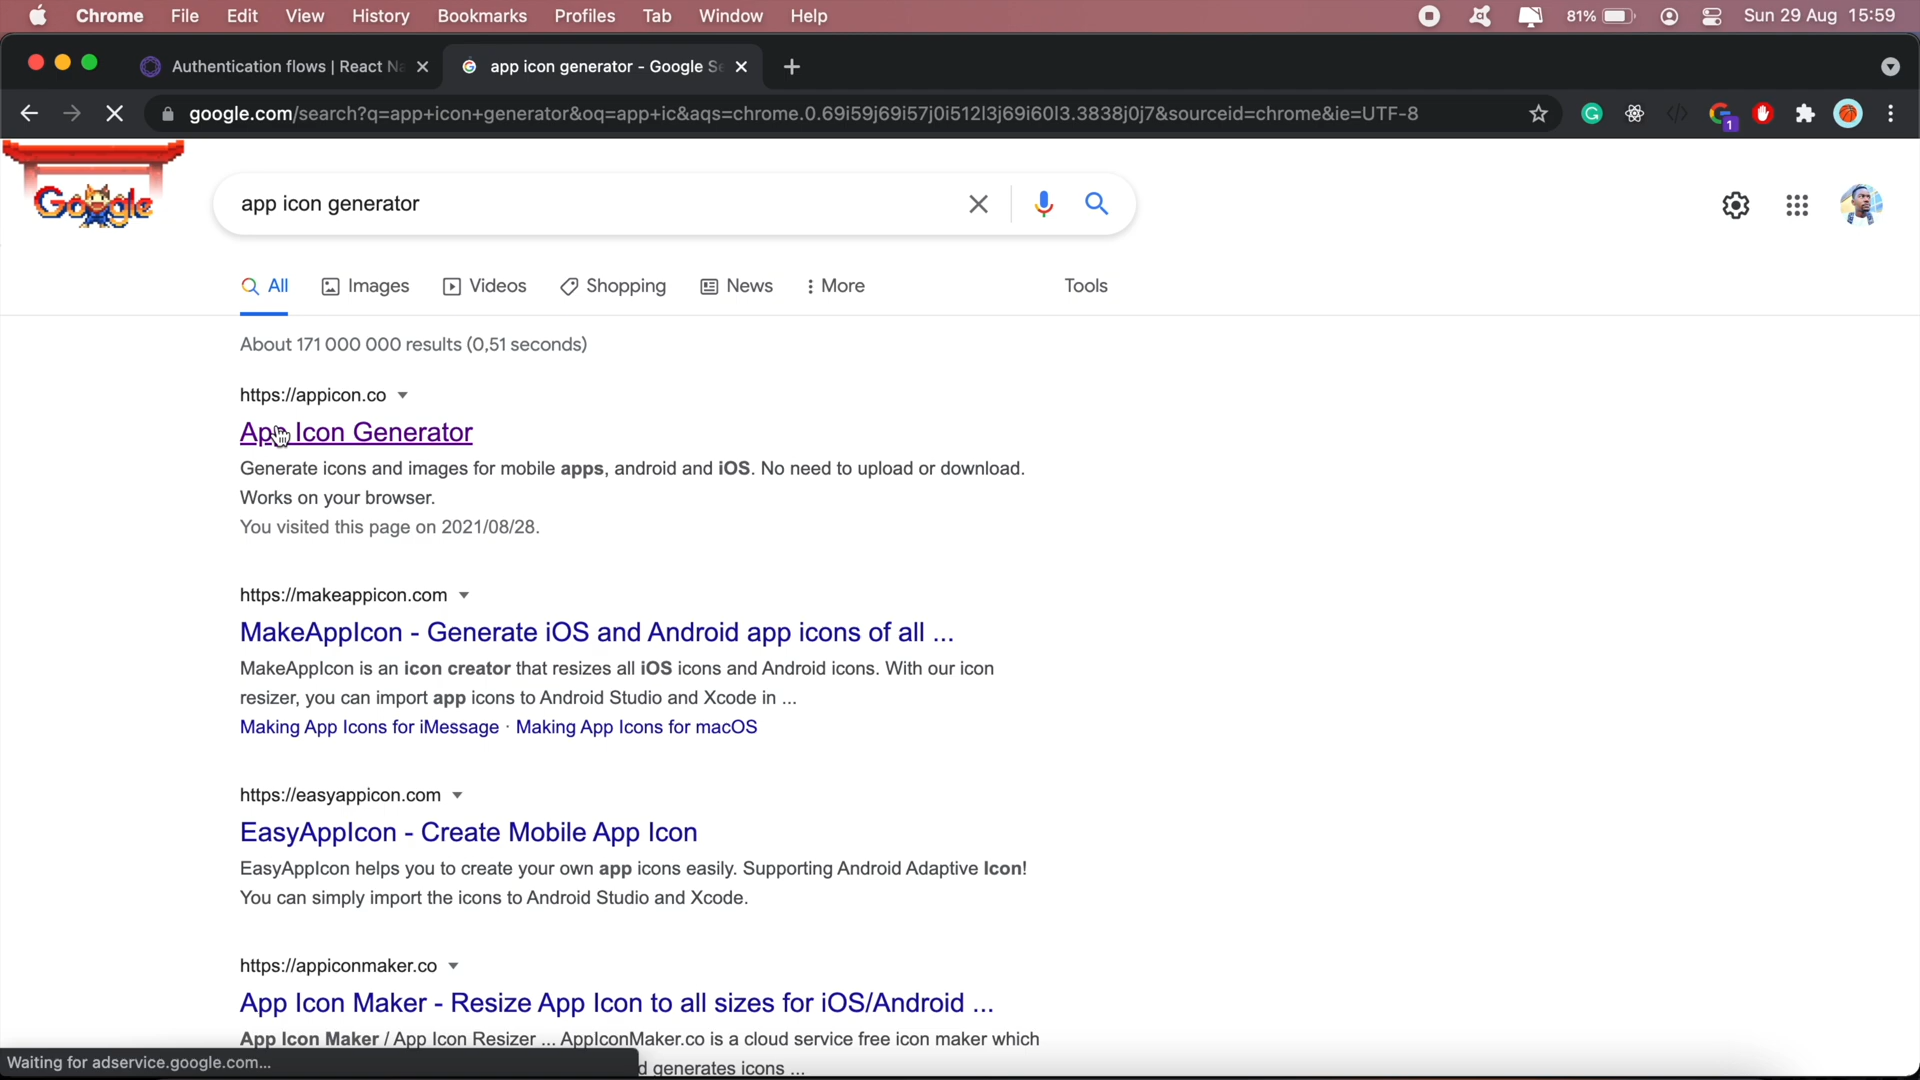 Chrome File Edit View History Bookmarks Profiles Tab Window Help 81% Sun 29 Aug 15:59
Authentication flows | React Na app icon generator - Google Se
google.com/search?q=app+icon+generator&oq=app+ic&aqs=chrome.0.69i59j69i57j0i512l3j69i60l3.3838j0j7&sourceid=chrome&ie=UTF-8 1
Google
app icon generator
All Images Videos Shopping News More Tools
About 171 000 000 results (0,51 seconds)
https://appicon.co
App Icon Generator
Generate icons and images for mobile apps, android and iOS. No need to upload or download.
Works on your browser.
You visited this page on 2021/08/28.
https://makeappicon.com
MakeAppIcon - Generate iOS and Android app icons of all ...
MakeAppIcon is an icon creator that resizes all iOS icons and Android icons. With our icon
resizer, you can import app icons to Android Studio and Xcode in ...
Making App Icons for iMessage · Making App Icons for macOS
https://easyappicon.com
EasyAppIcon - Create Mobile App Icon
EasyAppIcon helps you to create your own app icons easily. Supporting Android Adaptive Icon!
You can simply import the icons to Android Studio and Xcode.
https://appiconmaker.co
App Icon Maker - Resize App Icon to all sizes for iOS/Android ...
App Icon Maker / App Icon Resizer ... AppIconMaker.co is a cloud service free icon maker which
d generates icons ...
Waiting for adservice.google.com...